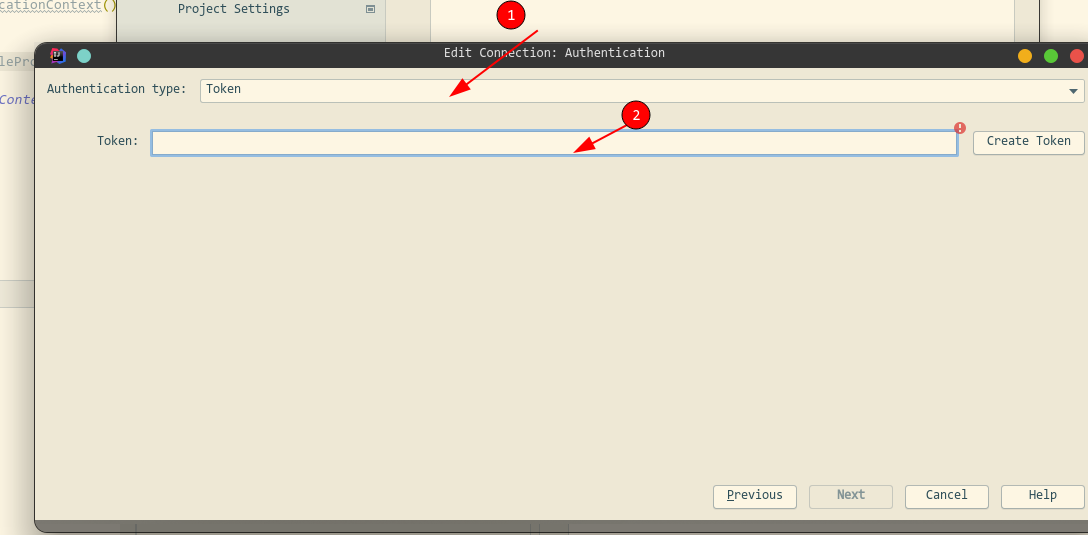 cationContext()
Project Settings
1
lePro
Edit Connection: Authentication
Conte
Authentication type:
Token
2
Token:
Create Token
Previous
Next
Cancel
Help